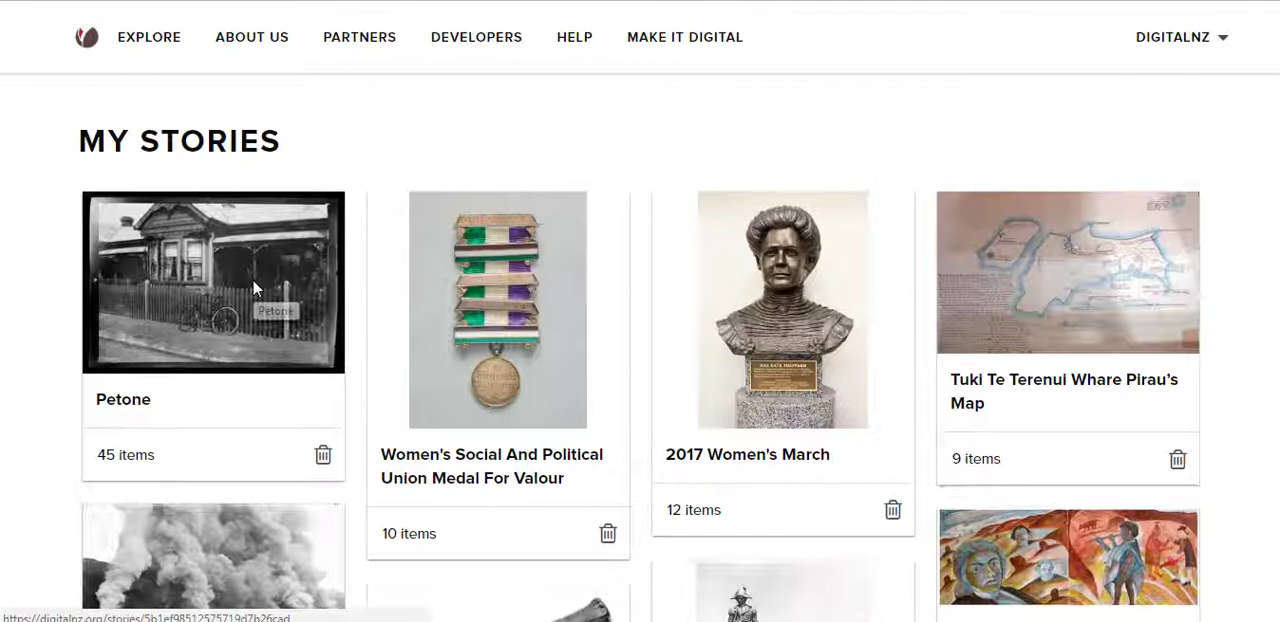 EXPLORE ABOUT US PARTNERS DEVELOPERS HELP MAKE IT DIGITAL DIGITALNZ
MY STORIES
Petone
Petone
45 items
Women's Social And Political
Union Medal For Valour
10 items
2017 Women's March
12 items
Tuki Te Terenui Whare Pirau's
Map
9 items
https://digitalnz.org/stories/5b1ef98512575719d7b26cad